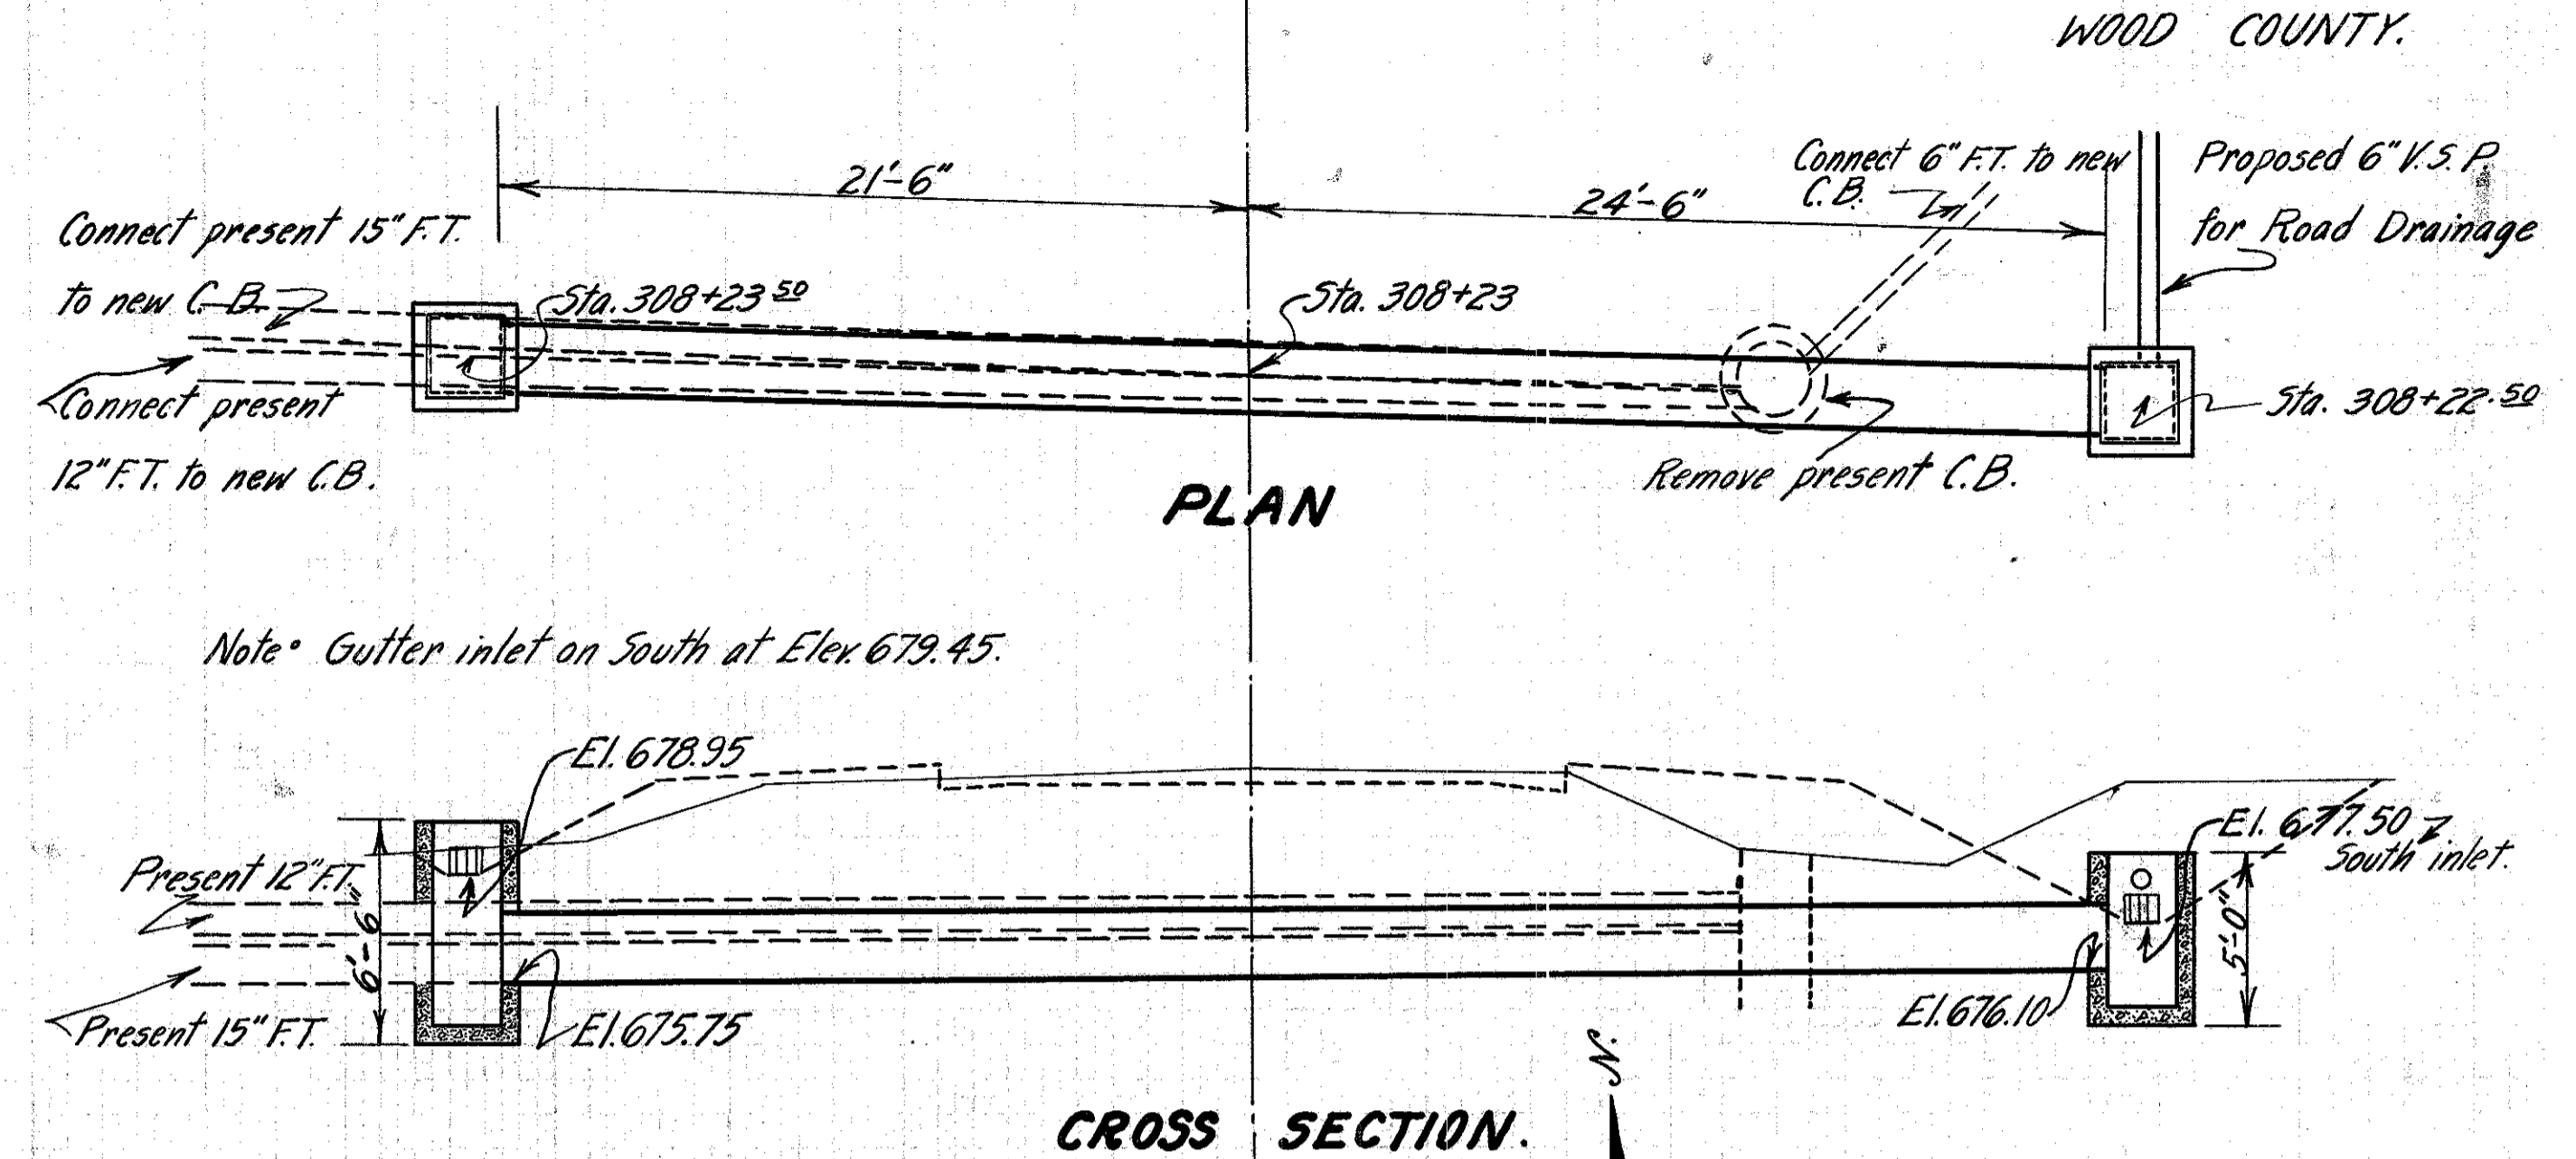 WOOD COUNTY.
21'-6"
24'-6"
Connect 6" F.T. to new
C.B.
Proposed 6" V.S.P.
for Road Drainage
Connect present 15" F.T.
to new C.B.
Sta. 308+23 50
Sta. 308+23
Connect present
12" F.T. to new C.B.
Sta. 308+22.50
Remove present C.B.
PLAN
Note: Gutter inlet on South at Elev. 679.45.
El. 678.95
El. 677.50
South inlet.
Present 12" F.T.
6'-6"
5'-0"
Present 15" F.T.
El. 675.75
El. 676.10
N.
CROSS SECTION.